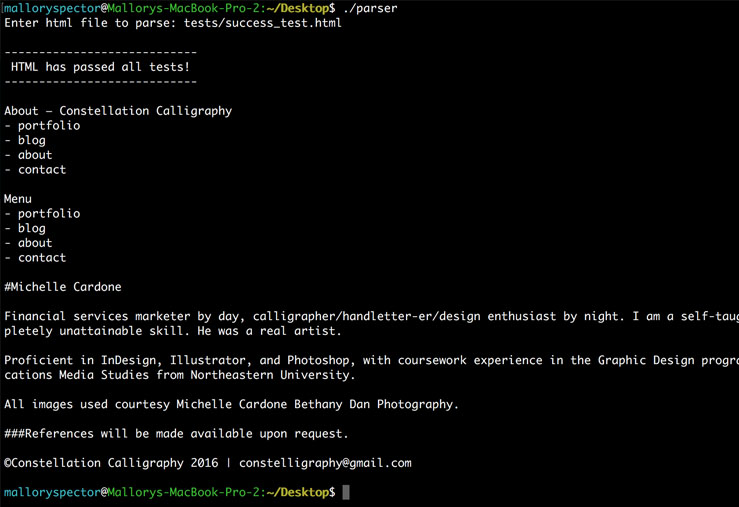 malloryspector@Mallorys-MacBook-Pro-2:~/Desktop$ ./parser
Enter html file to parse: tests/success_test.html
----------------------------
HTML has passed all tests!
----------------------------
About – Constellation Calligraphy
- portfolio
- blog
- about
- contact
Menu
- portfolio
- blog
- about
- contact
#Michelle Cardone
Financial services marketer by day, calligrapher/handletter-er/design enthusiast by night. I am a self-taug
pletely unattainable skill. He was a real artist.
Proficient in InDesign, Illustrator, and Photoshop, with coursework experience in the Graphic Design progra
cations Media Studies from Northeastern University.
All images used courtesy Michelle Cardone Bethany Dan Photography.
###References will be made available upon request.
©Constellation Calligraphy 2016 | constelligraphy@gmail.com
malloryspector@Mallorys-MacBook-Pro-2:~/Desktop$